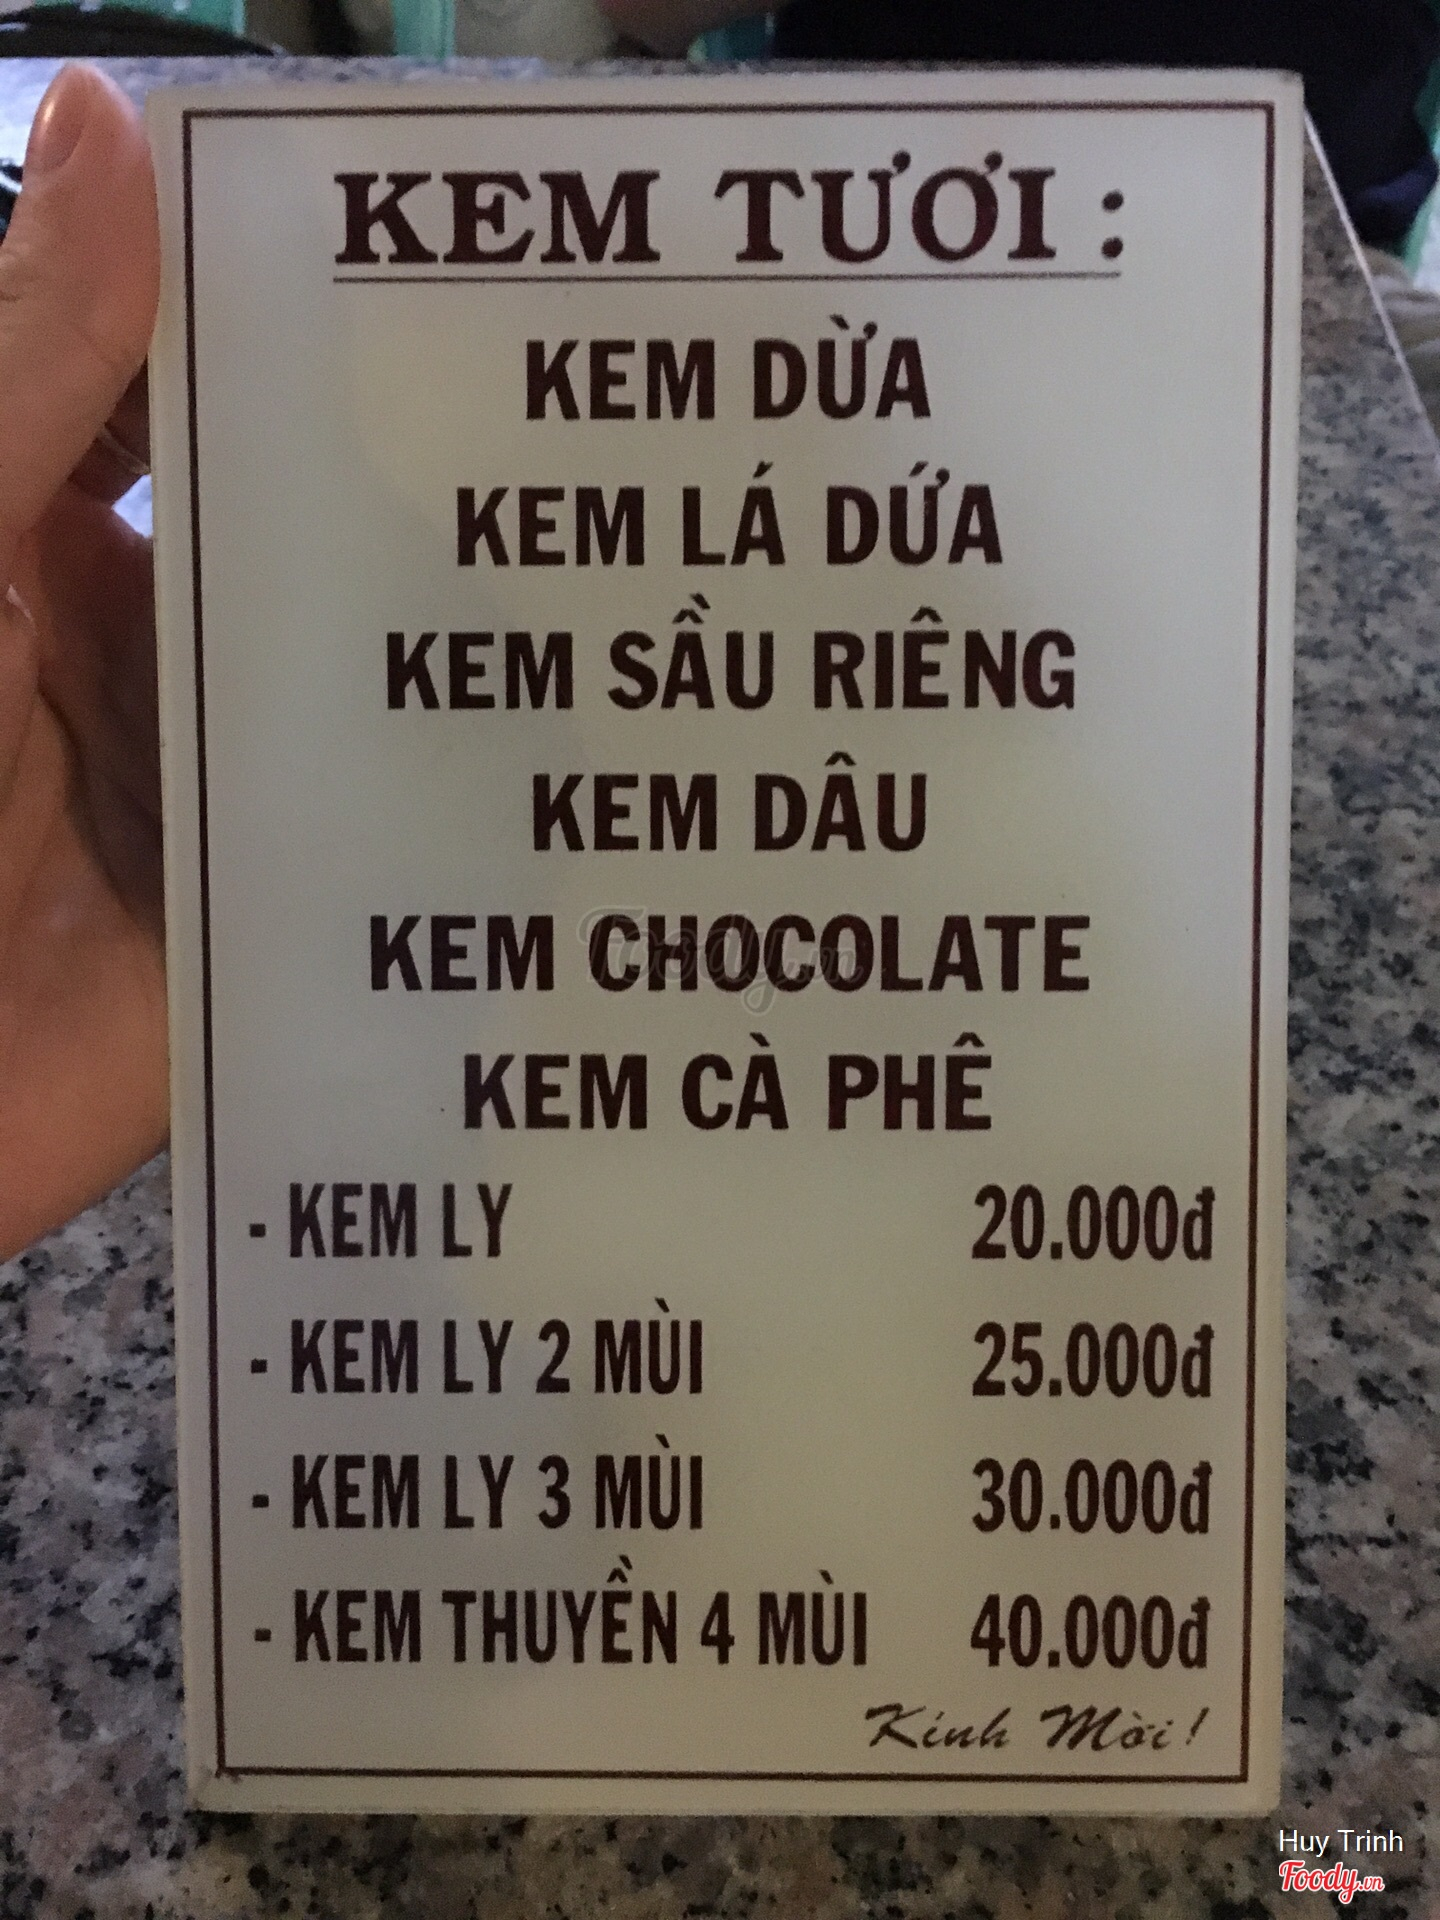 KEM TƯƠI :
KEM DỪA
KEM LÁ DỨA
KEM SẦU RIÊNG
KEM DÂU
KEM CHOCOLATE
Foody.vn
KEM CÀ PHÊ
- KEM LY 20.000đ
- KEM LY 2 MÙI 25.000đ
- KEM LY 3 MÙI 30.000đ
- KEM THUYỀN 4 MÙI 40.000đ
Kính Mời!
Huy Trinh
Foody.vn